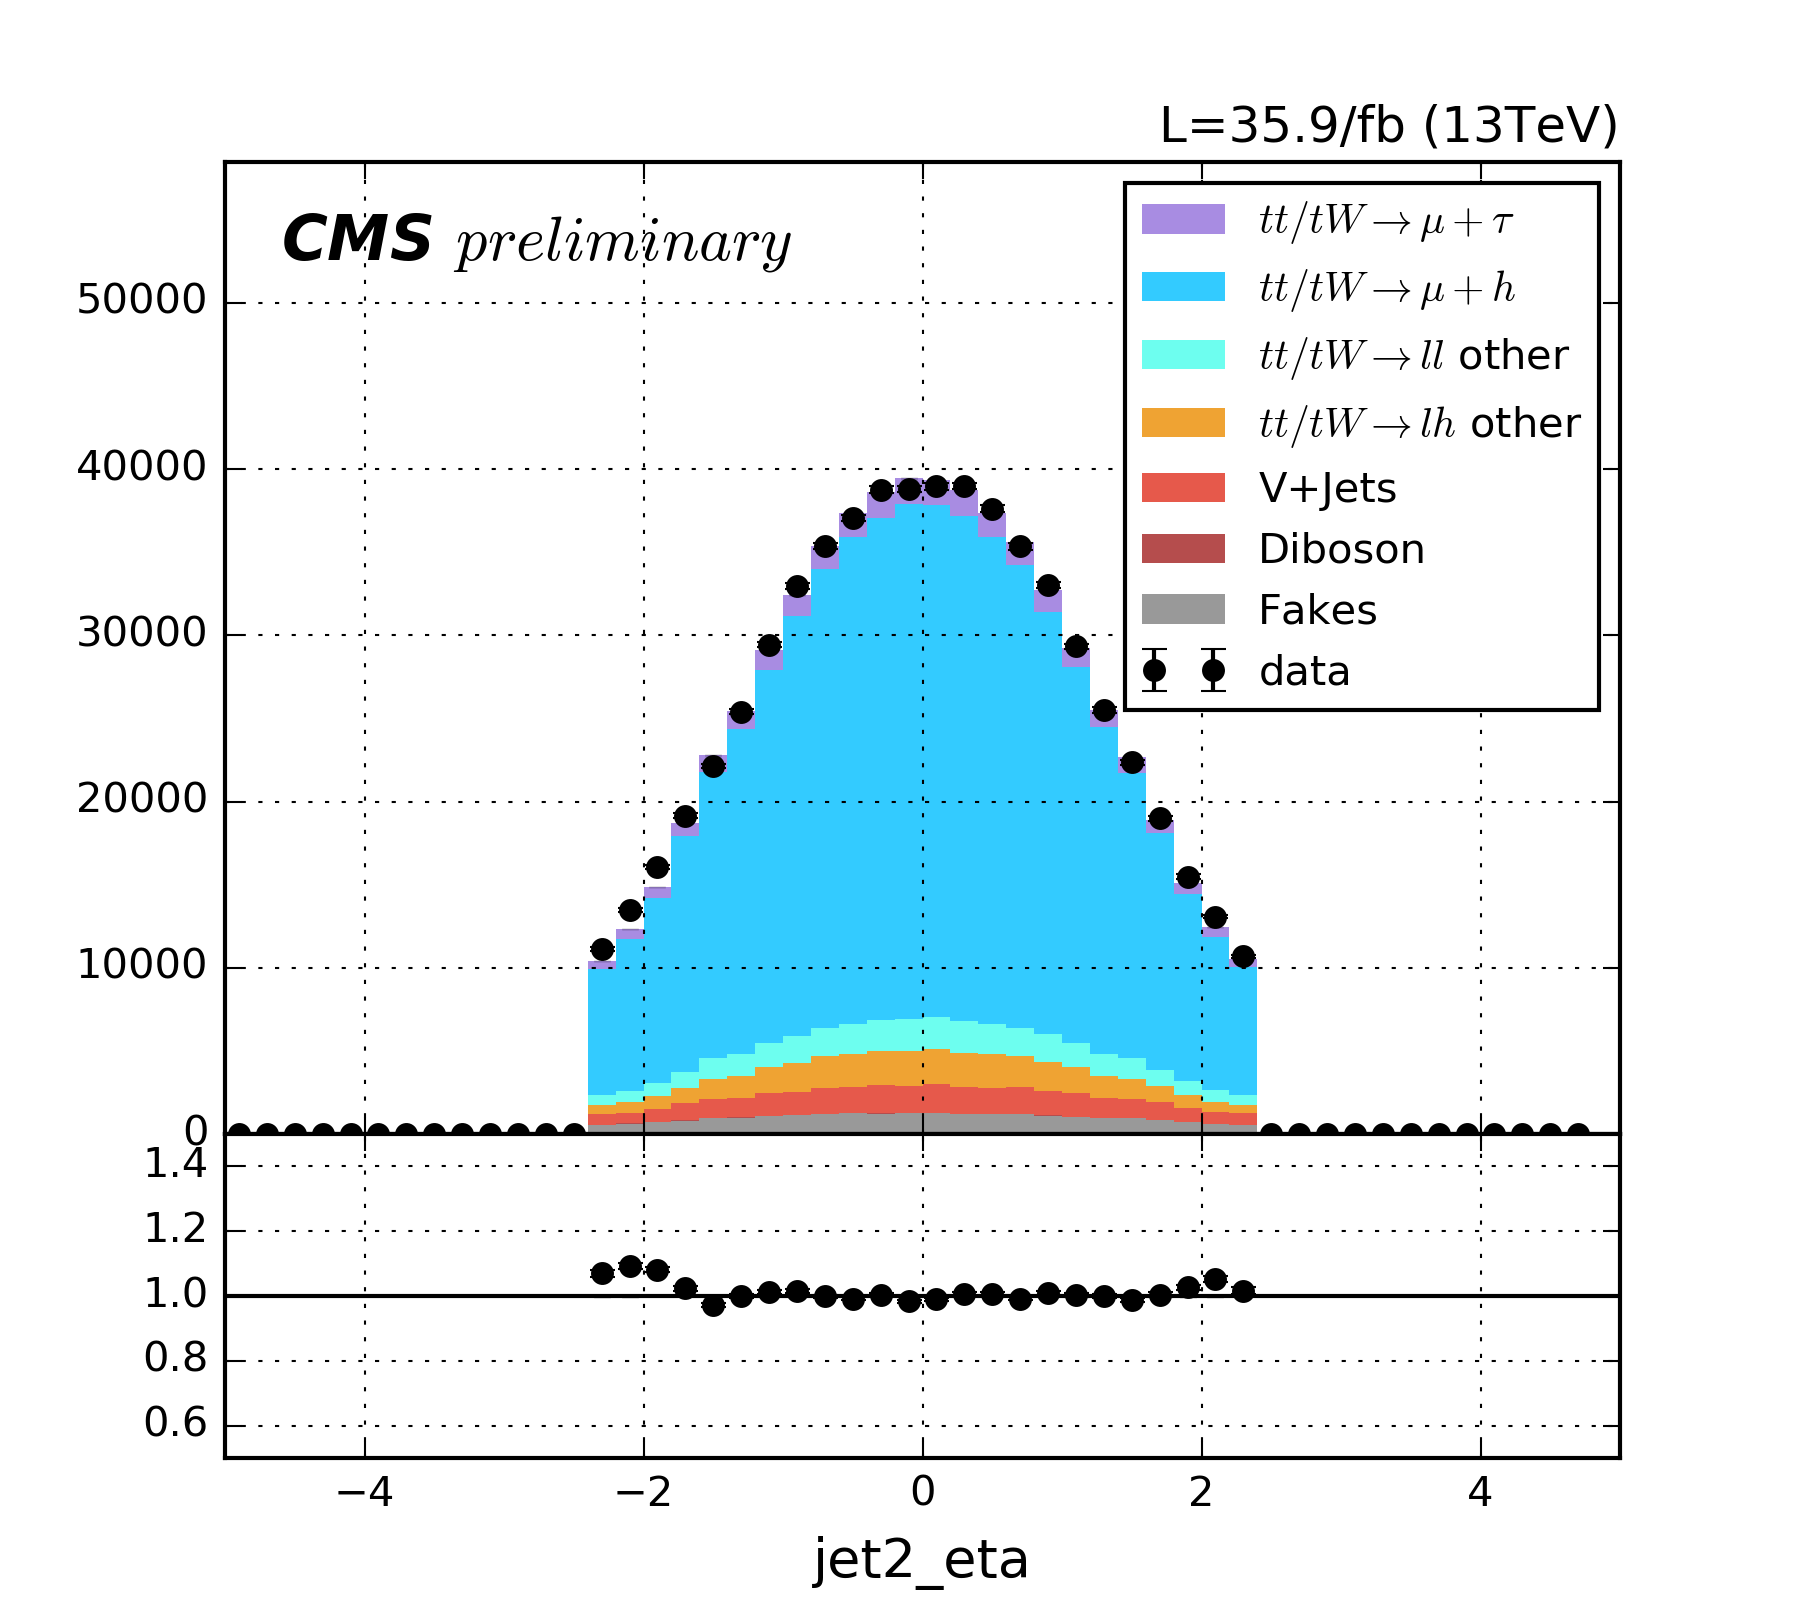 L=35.9/fb (13TeV)
CMS preliminary
tt/tW→μ+τ
tt/tW→μ+h
tt/tW→ll other
tt/tW→lh other
V+Jets
Diboson
Fakes
data
50000
40000
30000
20000
10000
0
1.4
1.2
1.0
0.8
0.6
−4 −2 0 2 4
jet2_eta